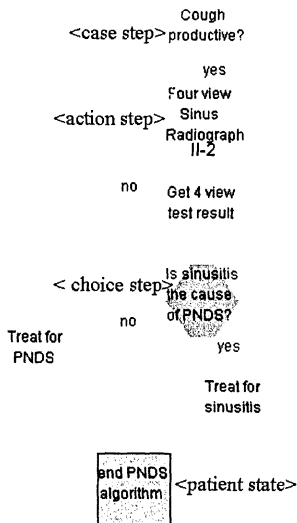 Cough
<case step> productive?
yes
Four view
<action step> Sinus
Radiograph
II-2
no Get 4 view
test result
Is sinusitis
< choice step> the cause
no of PNDS?
Treat for
PNDS yes
Treat for
sinusitis
end PNDS
algorithm <patient state>